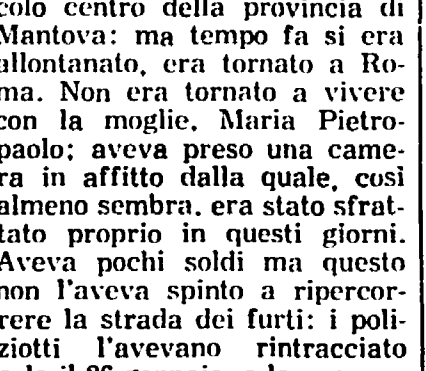 colo centro della provincia di
Mantova: ma tempo fa si era
allontanato, era tornato a Ro-
ma. Non era tornato a vivere
con la moglie, Maria Pietro-
paolo; aveva preso una came-
ra in affitto dalla quale, così
almeno sembra, era stato sfrat-
tato proprio in questi giorni.
Aveva pochi soldi ma questo
non l'aveva spinto a ripercor-
rere la strada dei furti: i poli-
ziotti l'avevano rintracciato
il 26